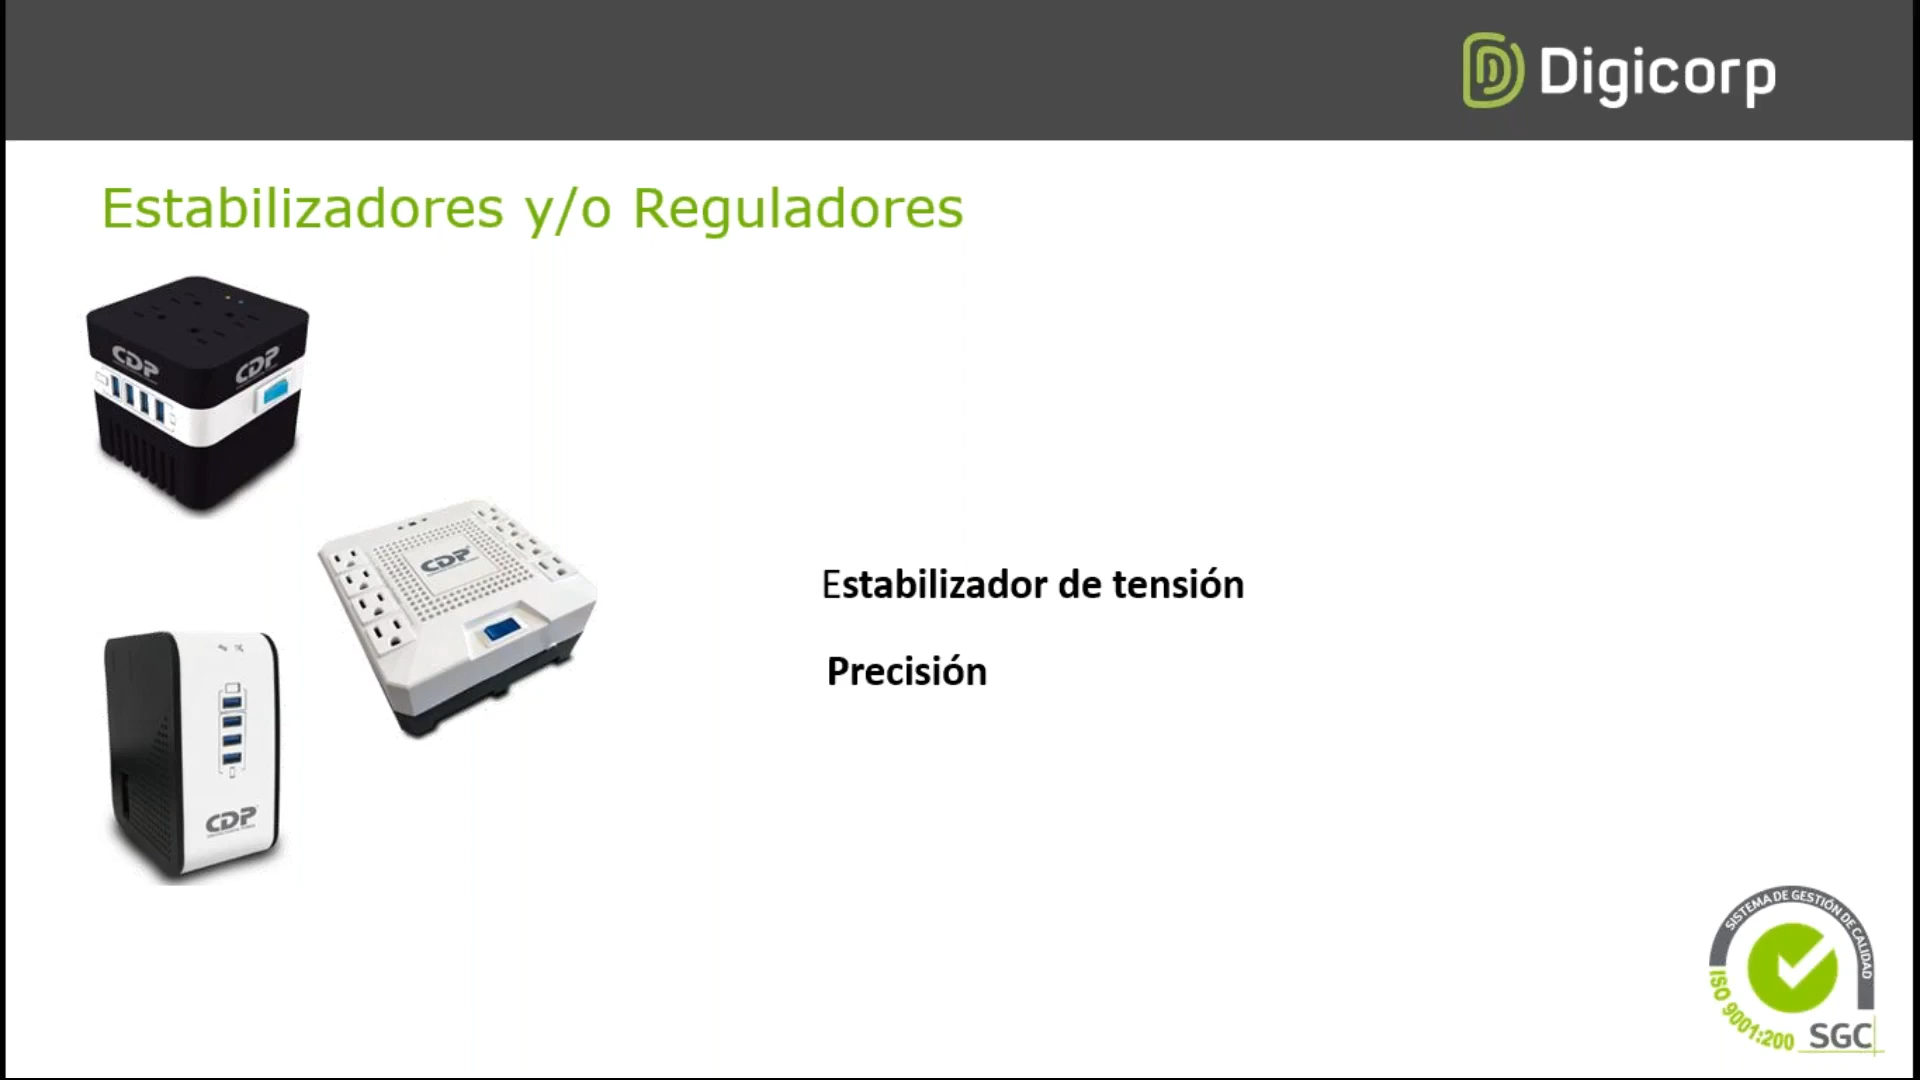 Digicorp
Estabilizadores y/o Reguladores
CDP CDP
CDP
Estabilizador de tensión
Precisión
CDP
SISTEMA DE GESTIÓN DE CALIDAD
ISO 9001:200
SGC